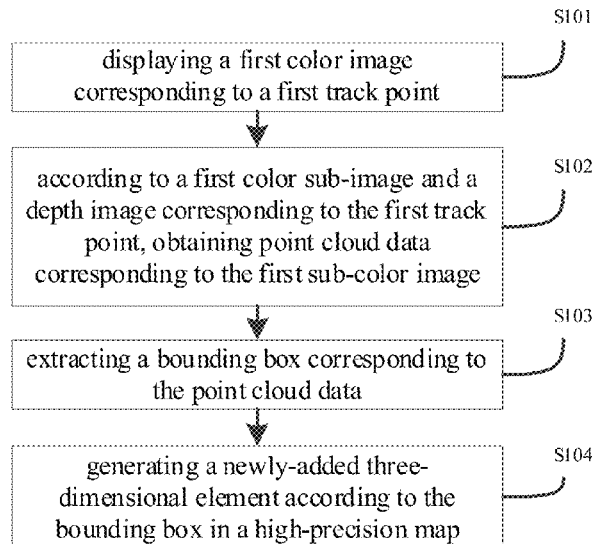 S101
displaying a first color image
corresponding to a first track point
S102
according to a first color sub-image and a
depth image corresponding to the first track
point, obtaining point cloud data
corresponding to the first sub-color image
S103
extracting a bounding box corresponding to
the point cloud data
S104
generating a newly-added three-
dimensional element according to the
bounding box in a high-precision map